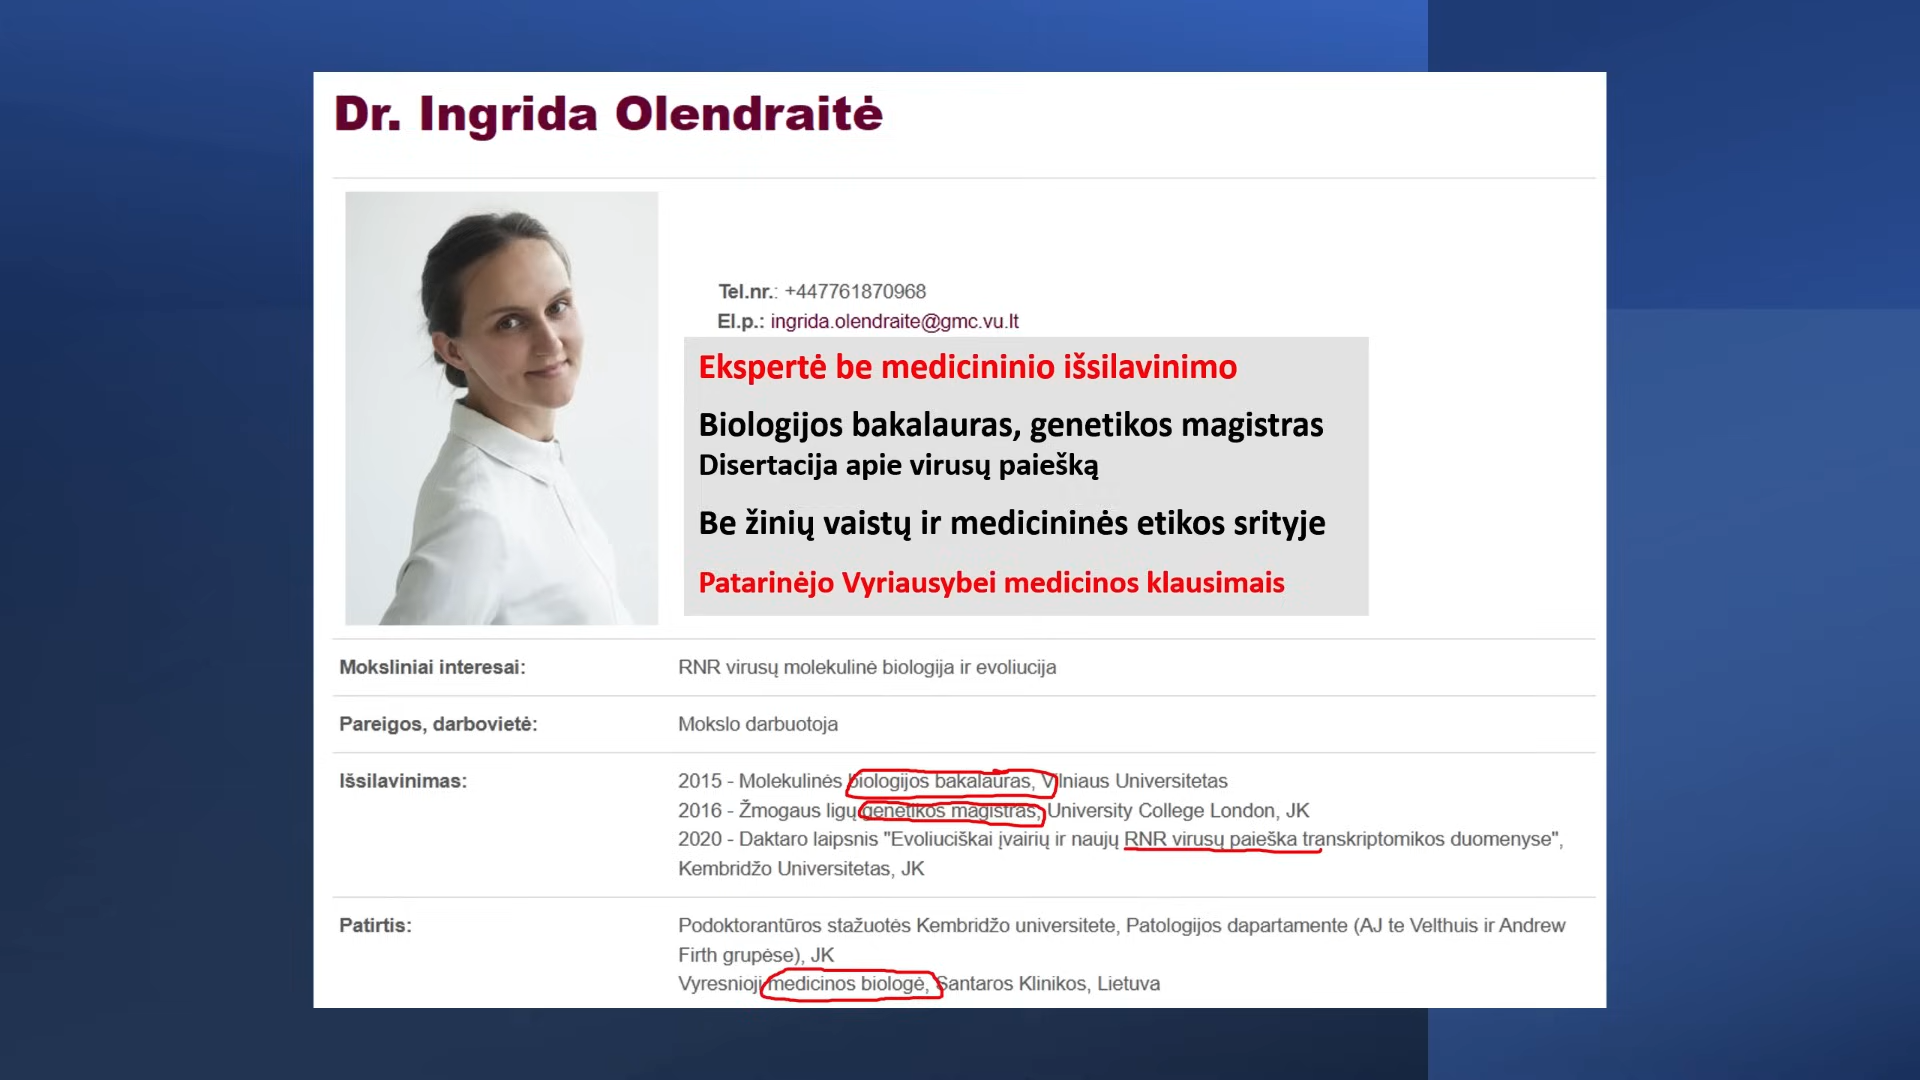 Dr. Ingrida Olendraitė
Tel.nr.: +447761870968
El.p.: ingrida.olendraite@gmc.vu.lt
Ekspertė be medicininio išsilavinimo
Biologijos bakalauras, genetikos magistras
Disertacija apie virusų paiešką
Be žinių vaistų ir medicininės etikos srityje
Patarinėjo Vyriausybei medicinos klausimais
Moksliniai interesai: RNR virusų molekulinė biologija ir evoliucija
Pareigos, darbovietė: Mokslo darbuotoja
Išsilavinimas: 2015 - Molekulinės biologijos bakalauras, Vilniaus Universitetas
2016 - Žmogaus ligų genetikos magistras, University College London, JK
2020 - Daktaro laipsnis "Evoliuciškai įvairių ir naujų RNR virusų paieška transkriptomikos duomenyse",
Kembridžo Universitetas, JK
Patirtis: Podoktorantūros stažuotės Kembridžo universitete, Patologijos dapartamente (AJ te Velthuis ir Andrew
Firth grupėse), JK
Vyresnioji medicinos biologė, Santaros Klinikos, Lietuva